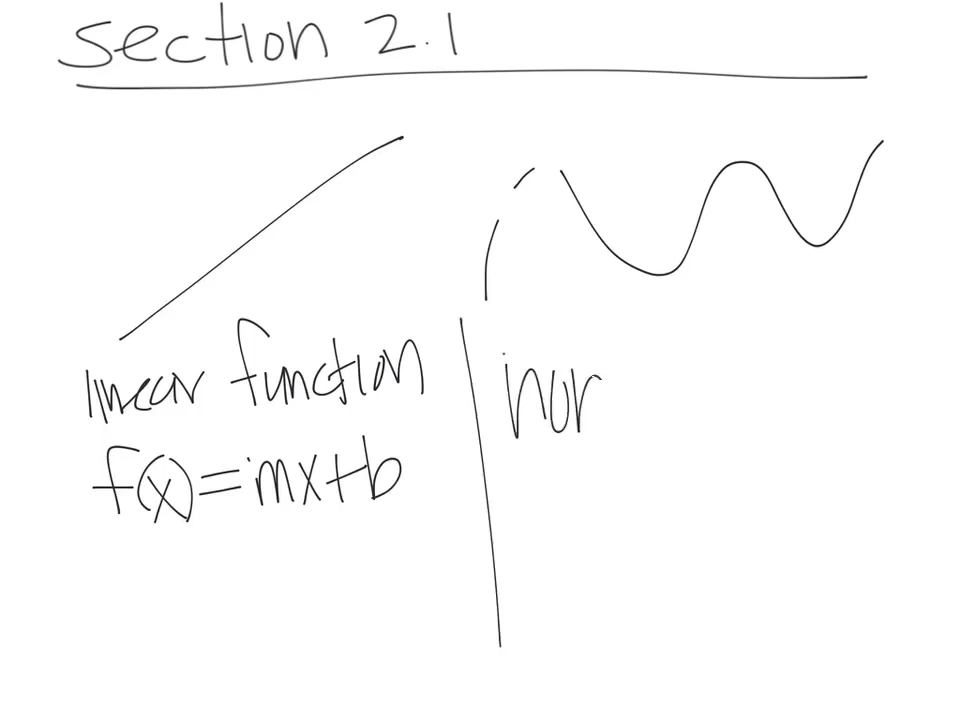 section 2.1
linear function
f(x)=mx+b
nor